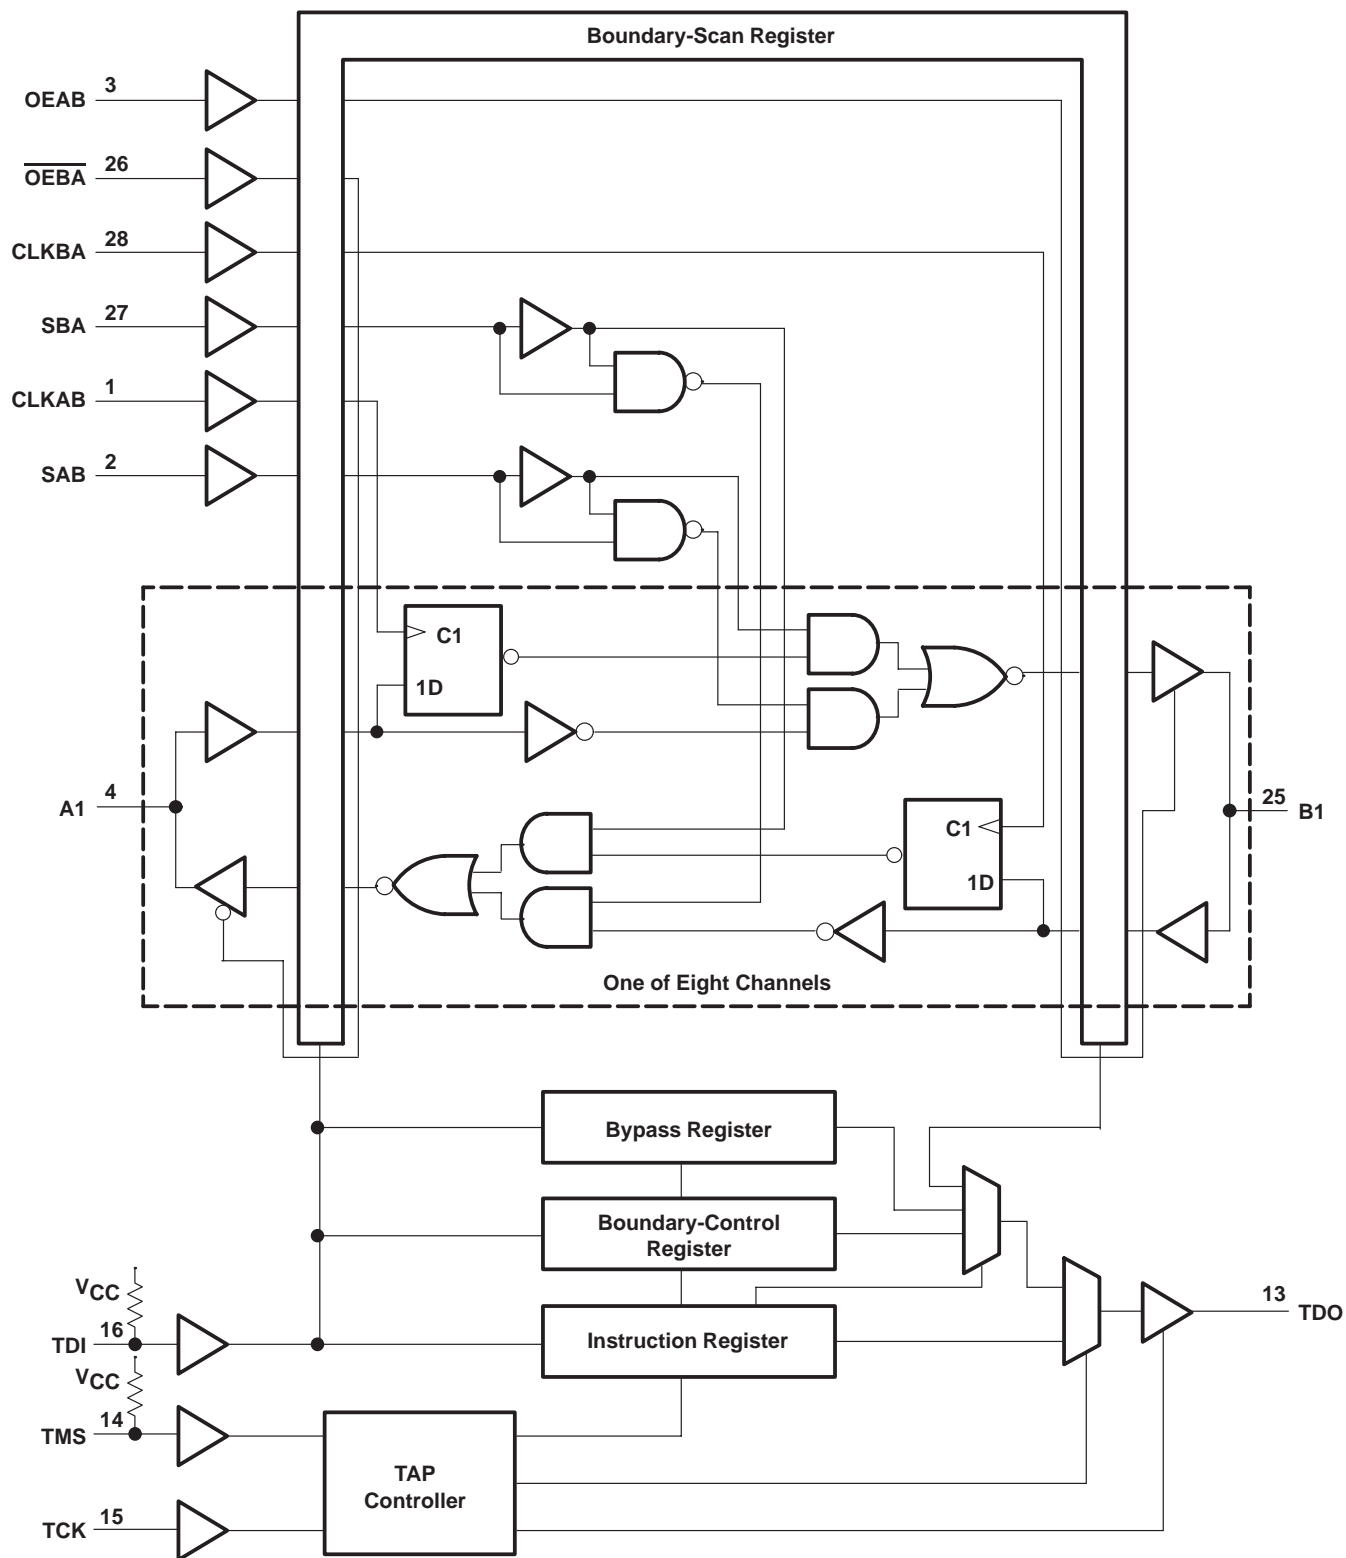 Boundary-Scan Register
OEAB 3
O̅E̅B̅A̅ 26
CLKBA 28
SBA 27
CLKAB 1
SAB 2
C1
1D
A1 4
C1
1D
25 B1
One of Eight Channels
Bypass Register
Boundary-Control
Register
VCC
TDI 16
Instruction Register
13 TDO
VCC
TMS 14
TAP
Controller
TCK 15